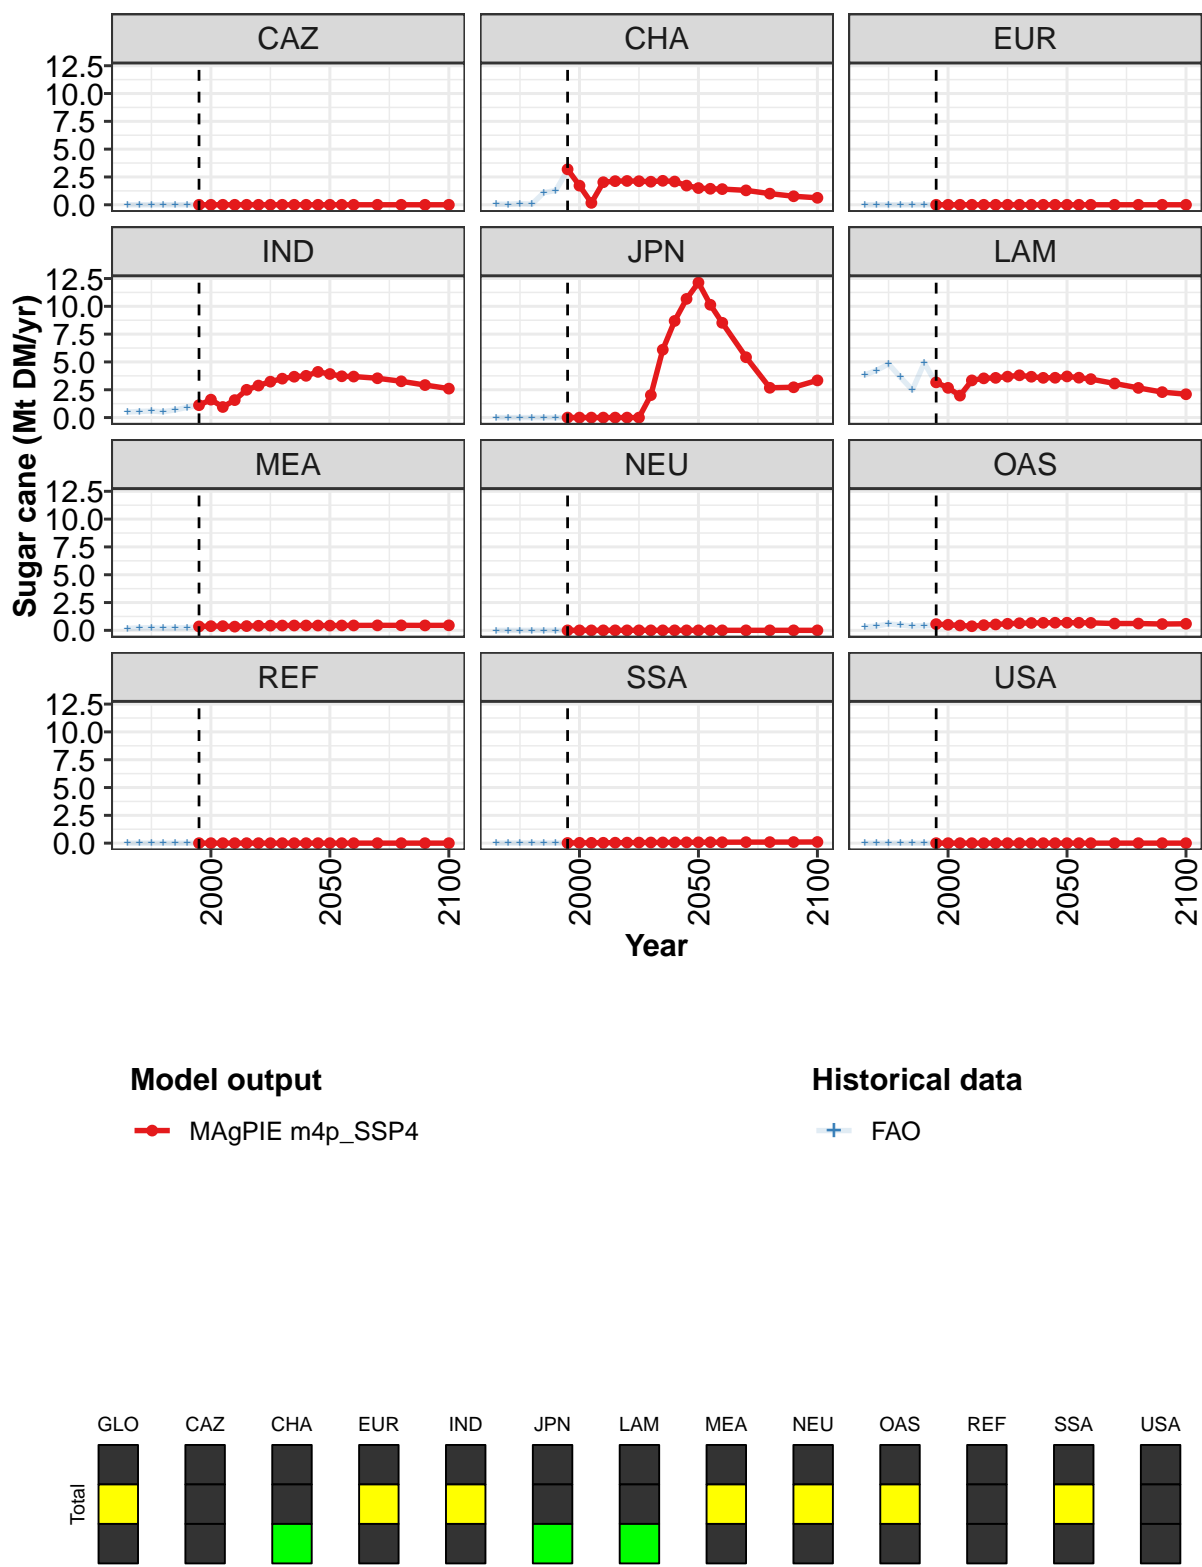 CAZ
CHA
EUR
12.5
10.0
7.5
5.0
2.5
0.0
IND
JPN
LAM
12.5
10.0
7.5
5.0
2.5
0.0
MEA
NEU
OAS
12.5
10.0
7.5
5.0
2.5
0.0
REF
SSA
USA
12.5
10.0
7.5
5.0
2.5
0.0
Sugar cane (Mt DM/yr)
2000 2050 2100
2000 2050 2100
2000 2050 2100
Year
Model output
MAgPIE m4p_SSP4
Historical data
FAO
GLO CAZ CHA EUR IND JPN LAM MEA NEU OAS REF SSA USA
Total